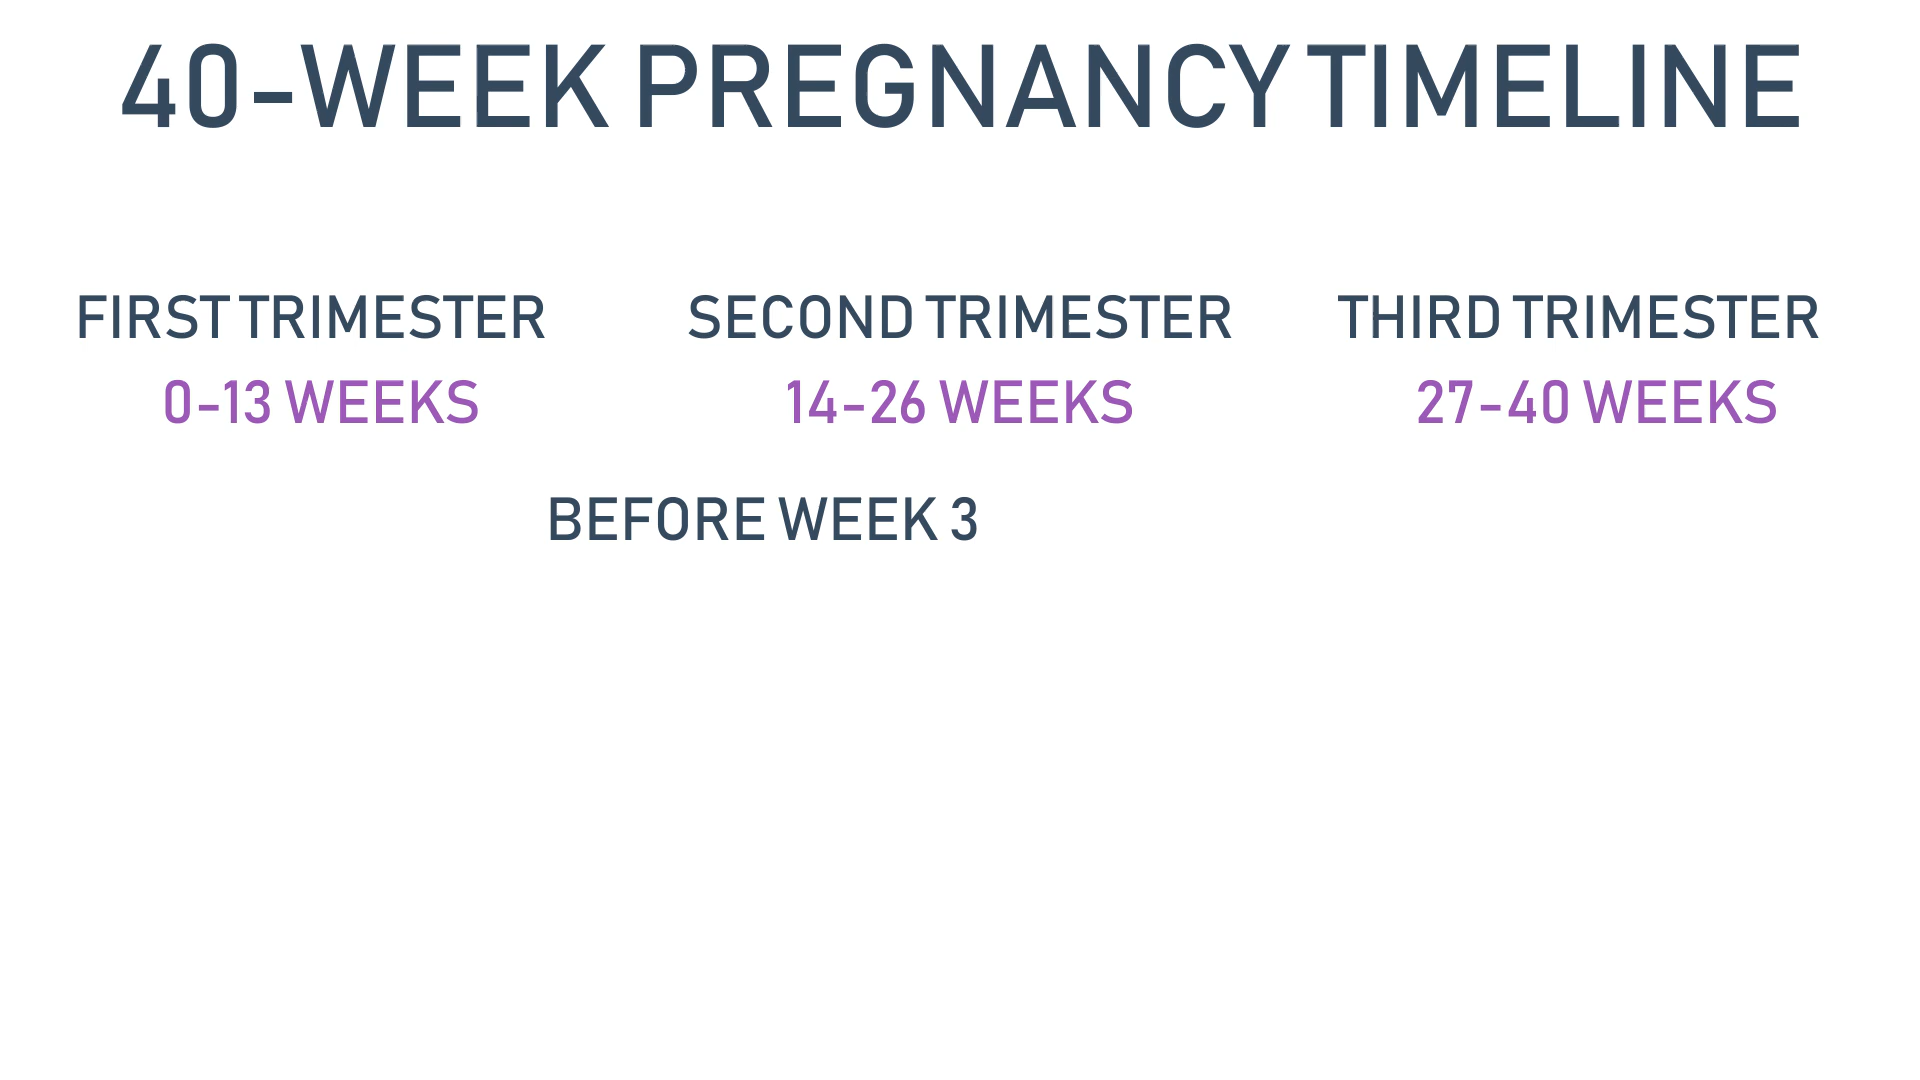 40-WEEK PREGNANCY TIMELINE
FIRST TRIMESTER SECOND TRIMESTER THIRD TRIMESTER
0-13 WEEKS 14-26 WEEKS 27-40 WEEKS
BEFORE WEEK 3